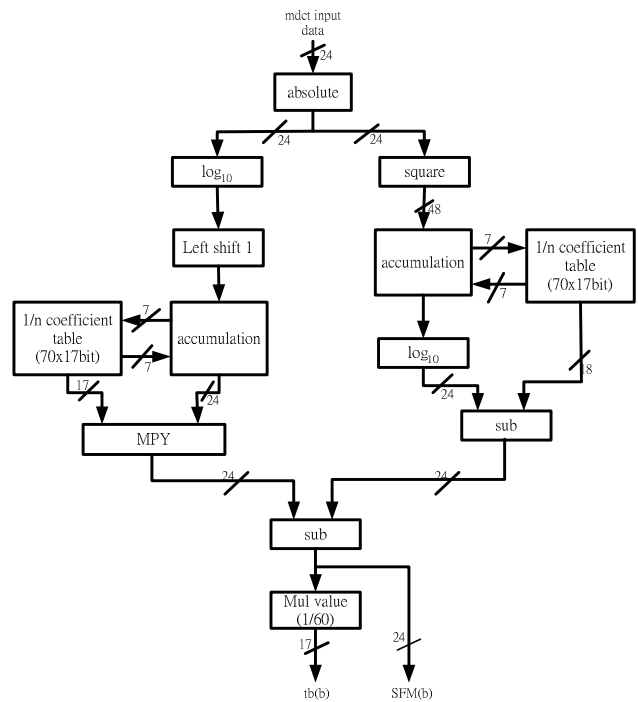 mdct input
data
24
absolute
24
24
log10
square
48
Left shift 1
accumulation
7
7
1/n coefficient
table
(70x17bit)
1/n coefficient
table
(70x17bit)
7
7
accumulation
log10
18
17
24
24
MPY
sub
24
24
sub
Mul value
(1/60)
17
24
tb(b)
SFM(b)